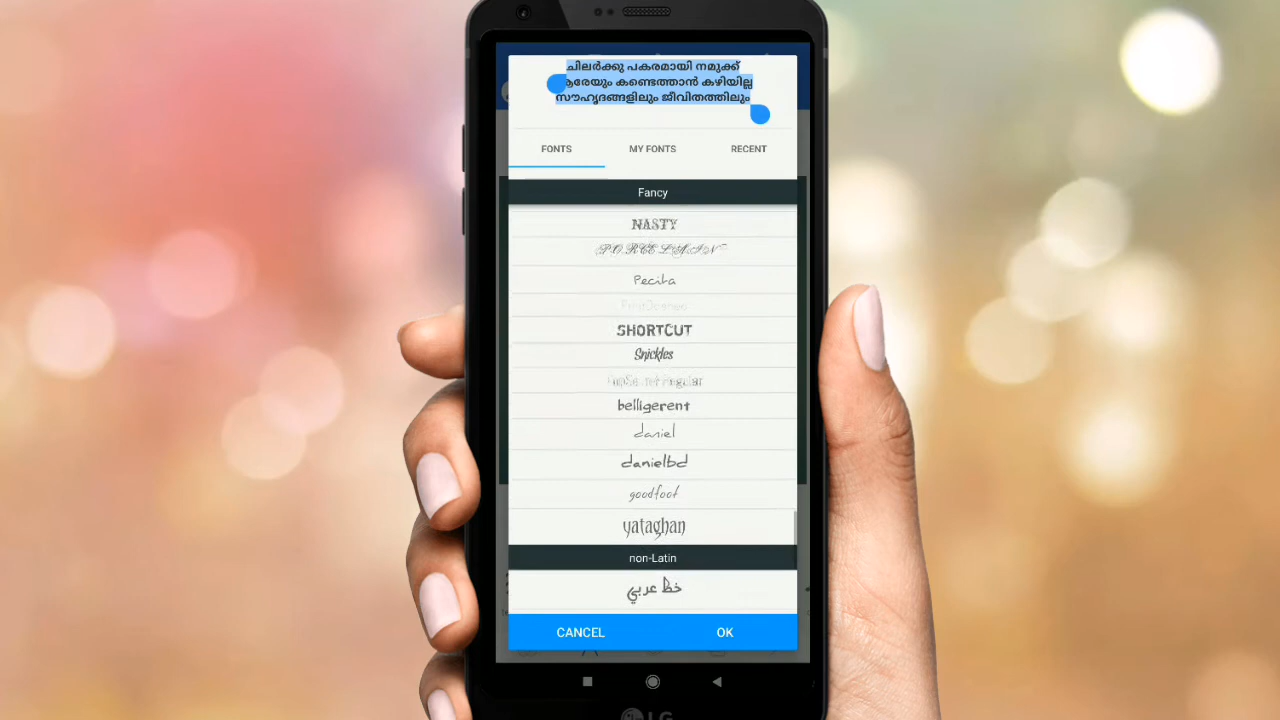 ചിലർക്കു പകരമായി നമുക്ക്
ആരേയും കണ്ടെത്താൻ കഴിയില്ല
സൗഹൃദങ്ങളിലും ജീവിതത്തിലും
FONTS
MY FONTS
RECENT
Fancy
NASTY
PORCELAIN
Pecita
SHORTCUT
Snickles
belligerent
daniel
danielbd
goodfoot
yataghan
non-Latin
خط عربي
CANCEL
OK
LG